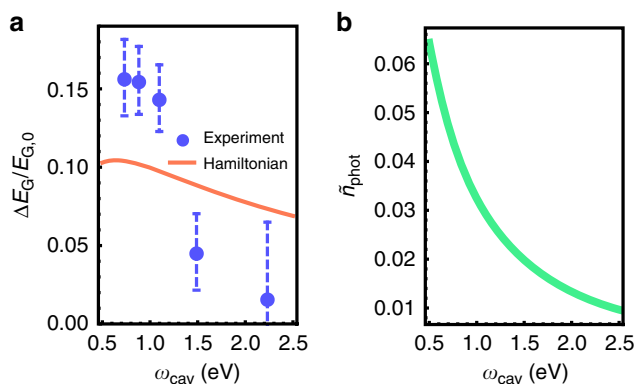 a
ΔE_G/E_G,0
0.15
0.10
0.05
0.00
Experiment
Hamiltonian
0.5 1.0 1.5 2.0 2.5
ω_cav (eV)
b
ñ_phot
0.06
0.05
0.04
0.03
0.02
0.01
0.5 1.0 1.5 2.0 2.5
ω_cav (eV)